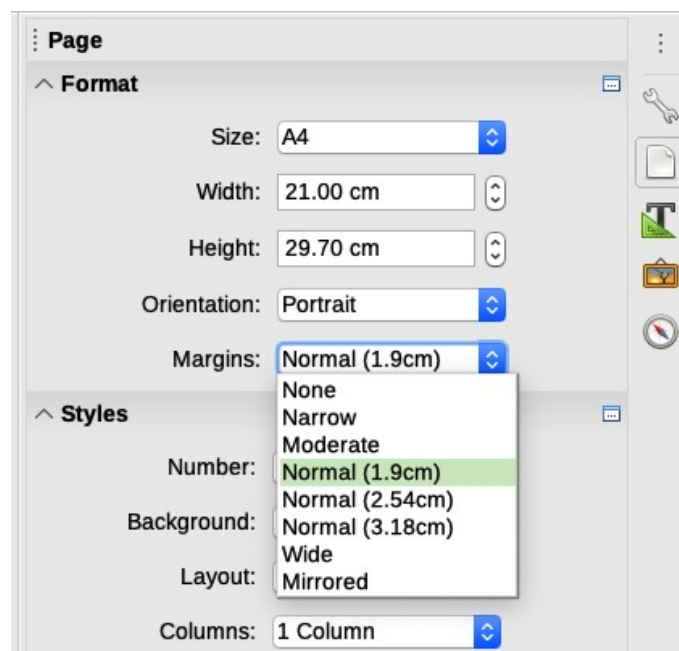 Page
Format
Size: A4
Width: 21.00 cm
Height: 29.70 cm
Orientation: Portrait
Margins: Normal (1.9cm)
None
Narrow
Moderate
Normal (1.9cm)
Normal (2.54cm)
Normal (3.18cm)
Wide
Mirrored
Styles
Number:
Background:
Layout:
Columns: 1 Column